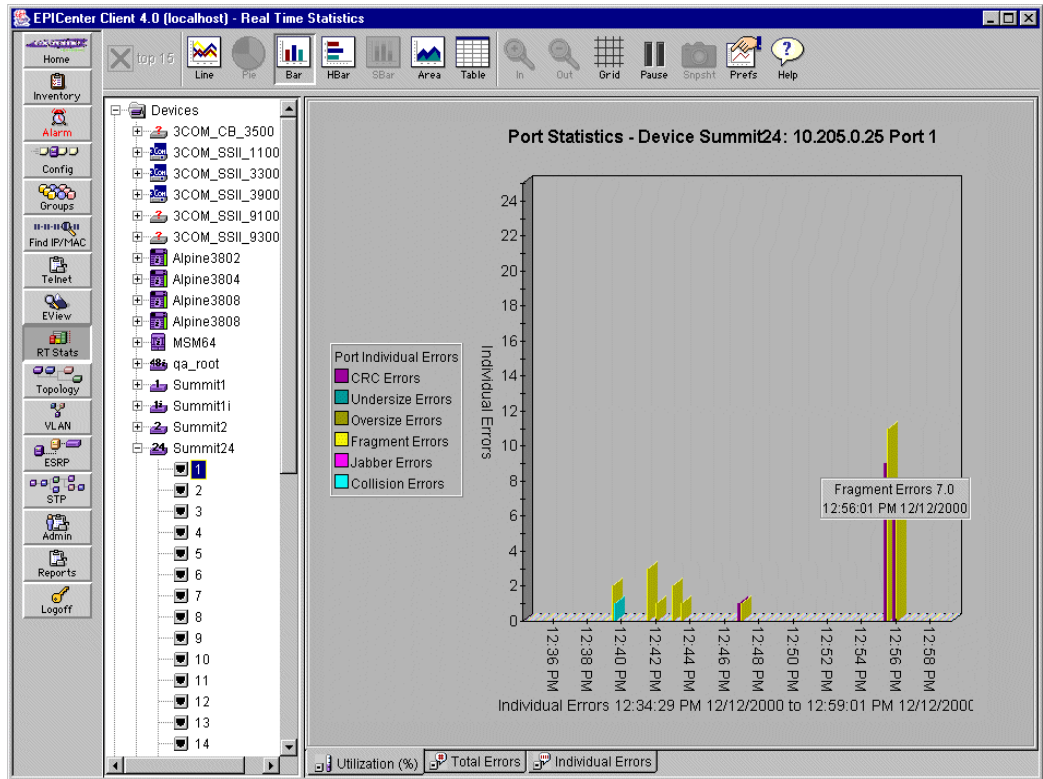 EPICenter Client 4.0 (localhost) - Real Time Statistics
Home
Inventory
Alarm
Config
Groups
Find IP/MAC
Telnet
EView
RT Stats
Topology
VLAN
ESRP
STP
Admin
Reports
Logoff
top 15
Line
Pie
Bar
HBar
SBar
Area
Table
In
Out
Grid
Pause
Snpsht
Prefs
Help
Devices
3COM_CB_3500
3COM_SSII_1100
3COM_SSII_3300
3COM_SSII_3900
3COM_SSII_9100
3COM_SSII_9300
Alpine3802
Alpine3804
Alpine3808
Alpine3808
MSM64
qa_root
Summit1
Summit1i
Summit2
Summit24
1
2
3
4
5
6
7
8
9
10
11
12
13
14
Port Statistics - Device Summit24: 10.205.0.25 Port 1
Port Individual Errors
CRC Errors
Undersize Errors
Oversize Errors
Fragment Errors
Jabber Errors
Collision Errors
Individual Errors
24
22
20
18
16
14
12
10
8
6
4
2
0
Fragment Errors 7.0
12:56:01 PM 12/12/2000
12:36 PM
12:38 PM
12:40 PM
12:42 PM
12:44 PM
12:46 PM
12:48 PM
12:50 PM
12:52 PM
12:54 PM
12:56 PM
12:58 PM
Individual Errors 12:34:29 PM 12/12/2000 to 12:59:01 PM 12/12/200
Utilization (%)
Total Errors
Individual Errors